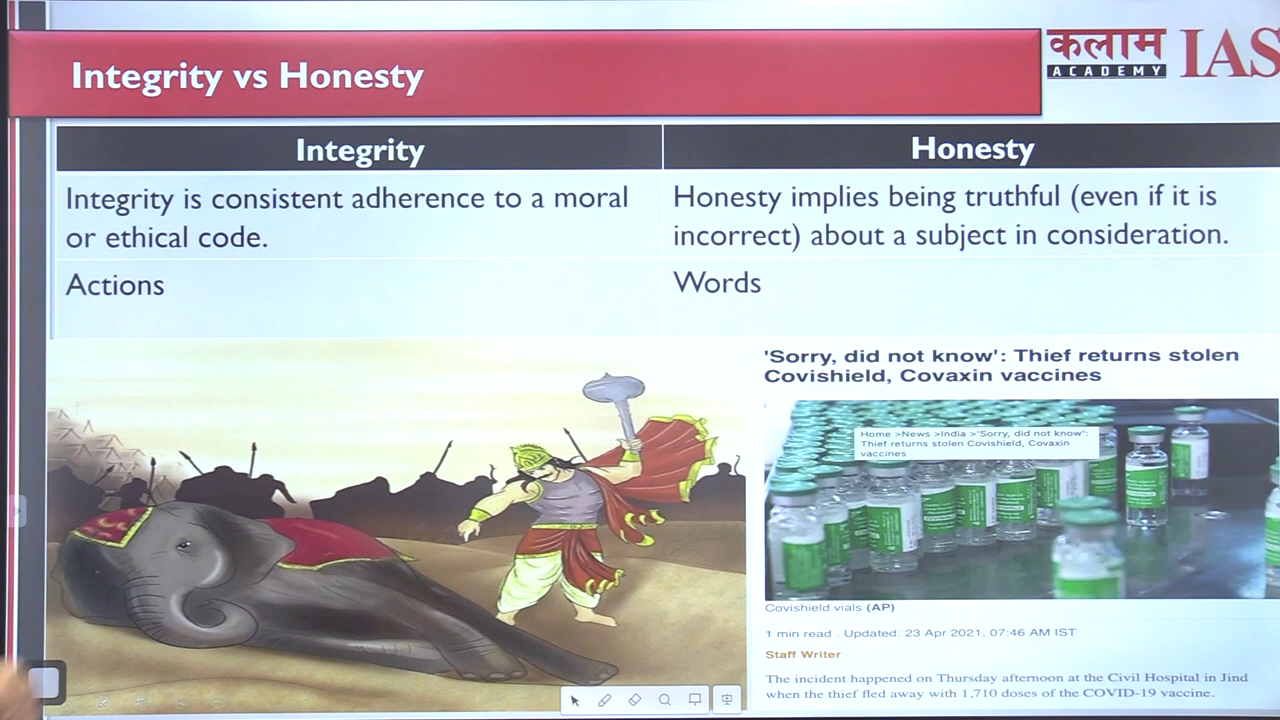 Integrity vs Honesty
कलाम
ACADEMY
IAS
Integrity
Honesty
Integrity is consistent adherence to a moral
or ethical code.
Honesty implies being truthful (even if it is
incorrect) about a subject in consideration.
Actions
Words
'Sorry, did not know': Thief returns stolen
Covishield, Covaxin vaccines
Home >News >India >'Sorry, did not know':
Thief returns stolen Covishield, Covaxin
vaccines
Covishield vials (AP)
1 min read . Updated: 23 Apr 2021, 07:46 AM IST
Staff Writer
The incident happened on Thursday afternoon at the Civil Hospital in Jind
when the thief fled away with 1,710 doses of the COVID-19 vaccine.